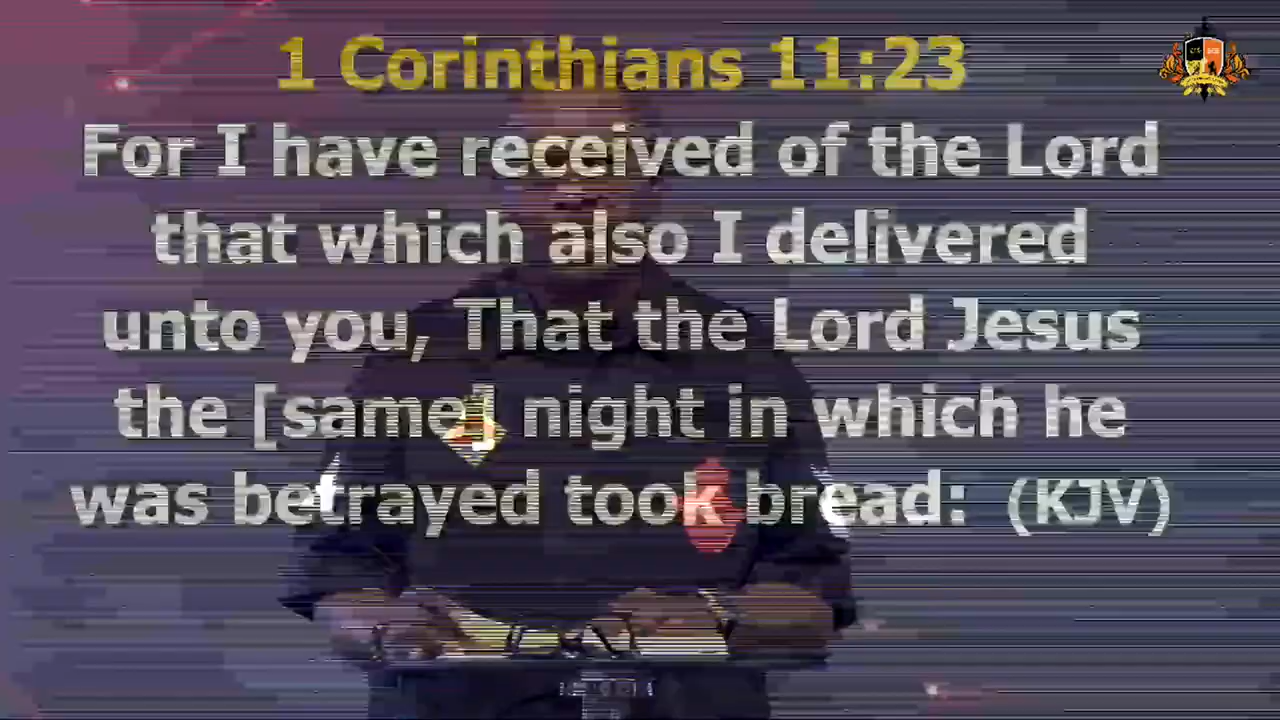 1 Corinthians 11:23
For I have received of the Lord
that which also I delivered
unto you, That the Lord Jesus
the [same] night in which he
was betrayed took bread: (KJV)